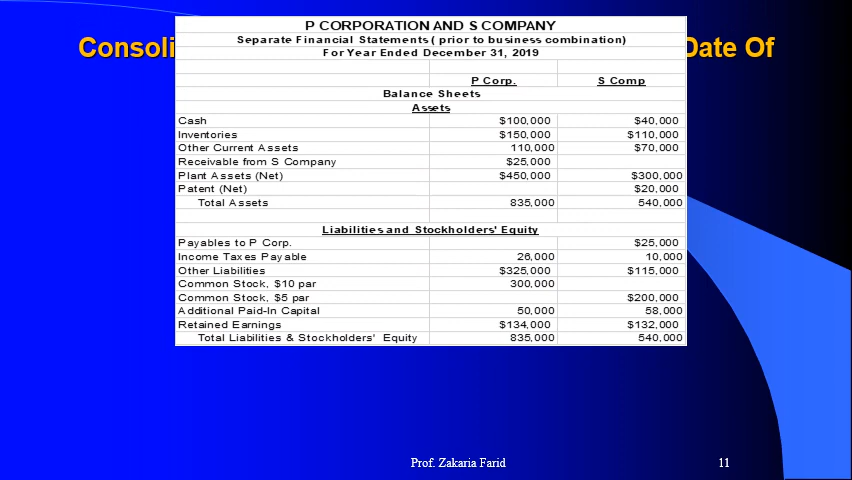 Consoli Date Of
P CORPORATION AND S COMPANY
Separate Financial Statements ( prior to business combination)
For Year Ended December 31, 2019
P Corp. S Comp
Balance Sheets
Assets
Cash $100,000 $40,000
Inventories $150,000 $110,000
Other Current Assets 110,000 $70,000
Receivable from S Company $25,000
Plant Assets (Net) $450,000 $300,000
Patent (Net) $20,000
Total Assets 835,000 540,000
Liabilities and Stockholders' Equity
Payables to P Corp. $25,000
Income Taxes Payable 26,000 10,000
Other Liabilities $325,000 $115,000
Common Stock, $10 par 300,000
Common Stock, $5 par $200,000
Additional Paid-In Capital 50,000 58,000
Retained Earnings $134,000 $132,000
Total Liabilities & Stockholders' Equity 835,000 540,000
Prof. Zakaria Farid 11